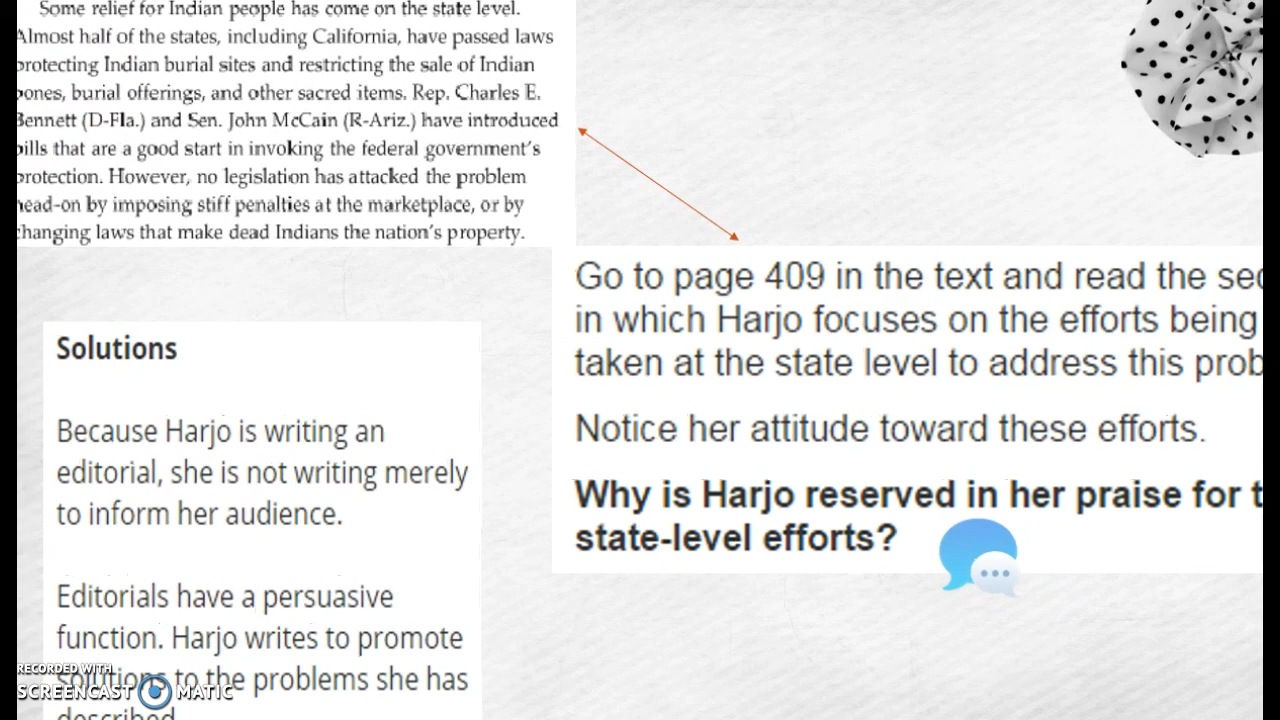 Some relief for Indian people has come on the state level.
Almost half of the states, including California, have passed laws
protecting Indian burial sites and restricting the sale of Indian
bones, burial offerings, and other sacred items. Rep. Charles E.
Bennett (D-Fla.) and Sen. John McCain (R-Ariz.) have introduced
bills that are a good start in invoking the federal government's
protection. However, no legislation has attacked the problem
head-on by imposing stiff penalties at the marketplace, or by
changing laws that make dead Indians the nation's property.
Go to page 409 in the text and read the
in which Harjo focuses on the efforts being
taken at the state level to address this
Notice her attitude toward these efforts.
Why is Harjo reserved in her praise for
state-level efforts?
Solutions
Because Harjo is writing an
editorial, she is not writing merely
to inform her audience.
Editorials have a persuasive
function. Harjo writes to promote
solutions to the problems she has
described
RECORDED WITH
SCREENCAST MATIC